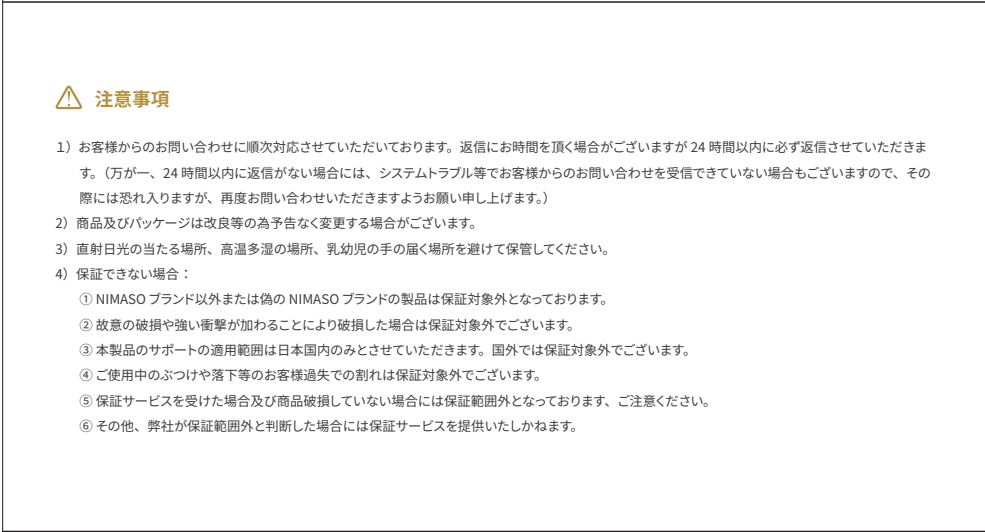 注意事項
1）お客様からのお問い合わせに順次対応させていただいております。返信にお時間を頂く場合がございますが 24 時間以内に必ず返信させていただきま
す。（万が一、24 時間以内に返信がない場合には、システムトラブル等でお客様からのお問い合わせを受信できていない場合もございますので、その
際には恐れ入りますが、再度お問い合わせいただきますようお願い申し上げます。）
2）商品及びパッケージは改良等の為予告なく変更する場合がございます。
3）直射日光の当たる場所、高温多湿の場所、乳幼児の手の届く場所を避けて保管してください。
4）保証できない場合：
① NIMASO ブランド以外または偽の NIMASO ブランドの製品は保証対象外となっております。
② 故意の破損や強い衝撃が加わることにより破損した場合は保証対象外でございます。
③ 本製品のサポートの適用範囲は日本国内のみとさせていただきます。国外では保証対象外でございます。
④ ご使用中のぶつけや落下等のお客様過失での割れは保証対象外でございます。
⑤ 保証サービスを受けた場合及び商品破損していない場合には保証範囲外となっております、ご注意ください。
⑥ その他、弊社が保証範囲外と判断した場合には保証サービスを提供いたしかねます。